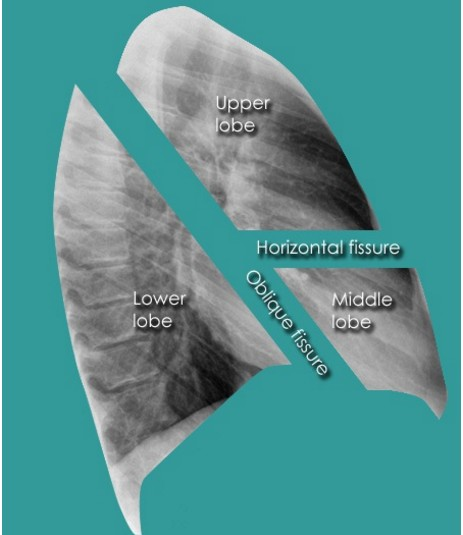 Upper
lobe
Horizontal fissure
Oblique fissure
Lower
lobe
Middle
lobe